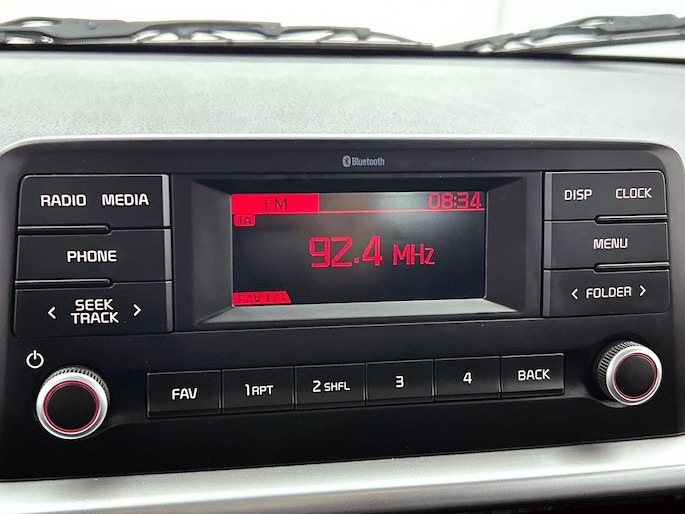 Bluetooth
RADIO MEDIA
PHONE
< SEEK TRACK >
FM 08:34
TA
92.4 MHz
FAV 1/3
DISP CLOCK
MENU
< FOLDER >
FAV
1 RPT
2 SHFL
3
4
BACK